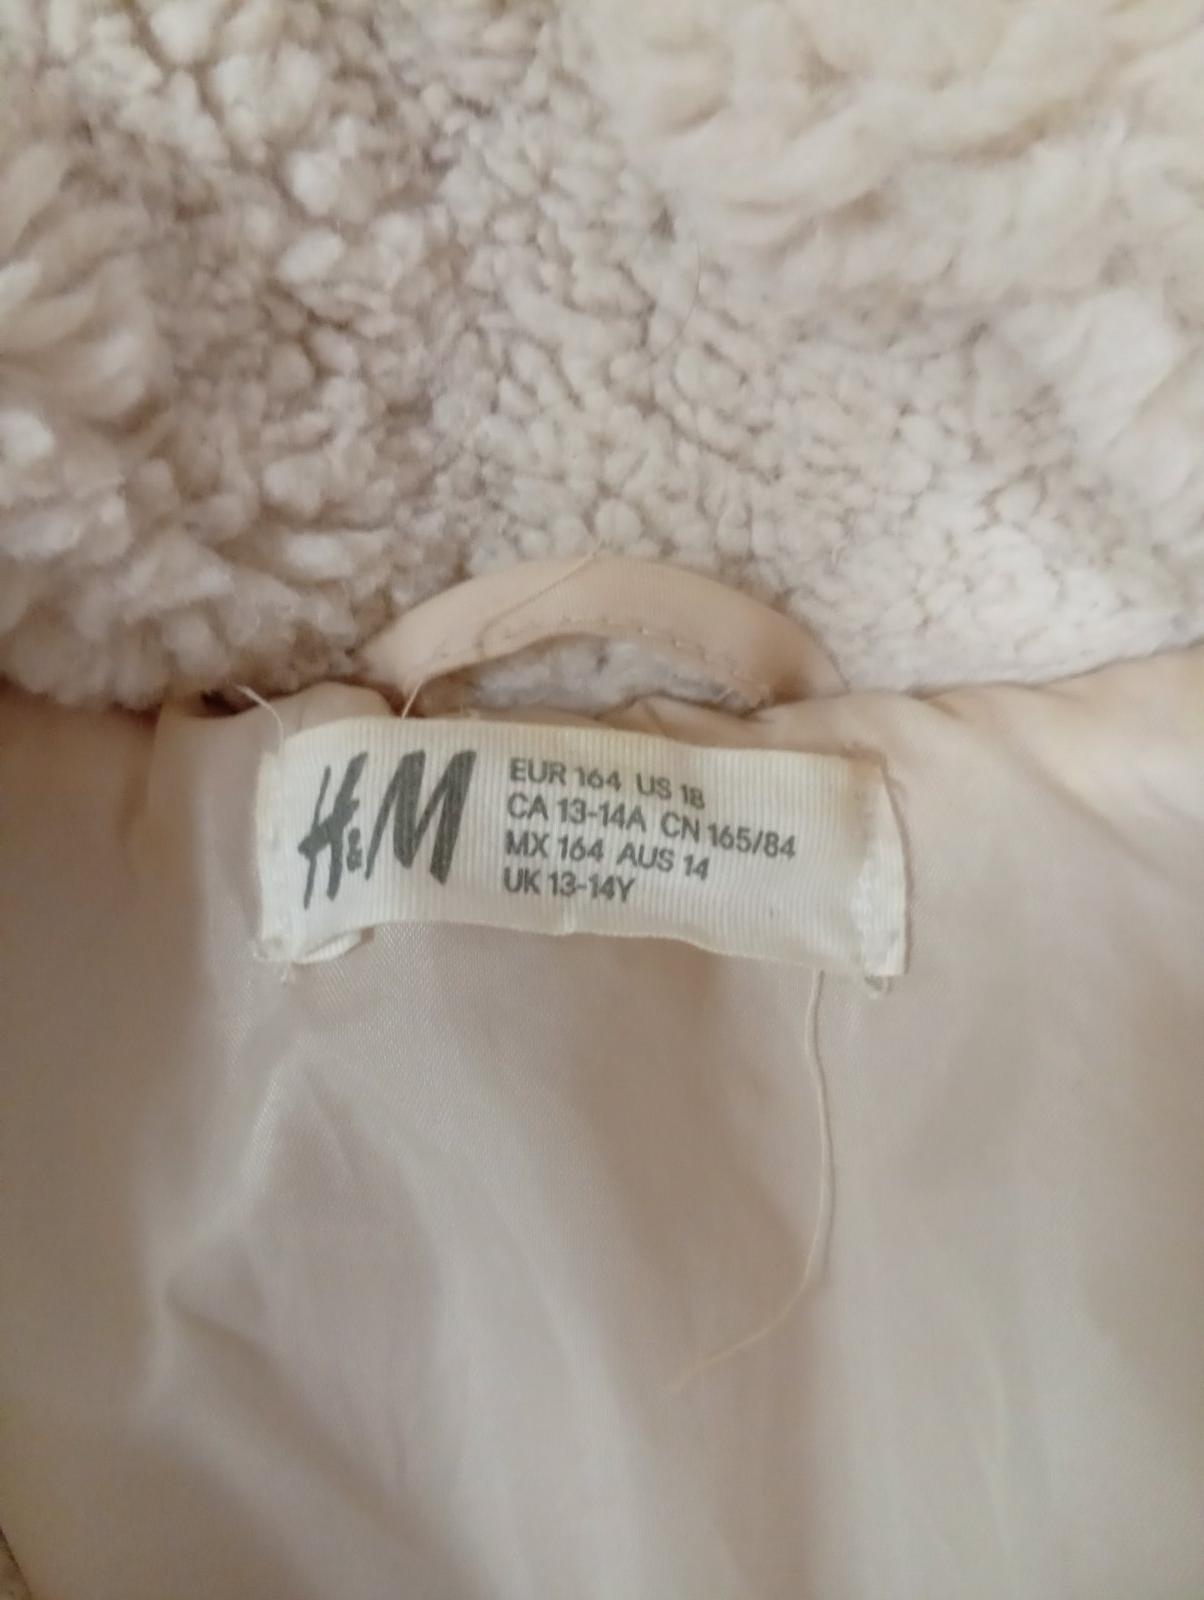 H&M
EUR 164 US 18
CA 13-14A CN 165/84
MX 164 AUS 14
UK 13-14Y